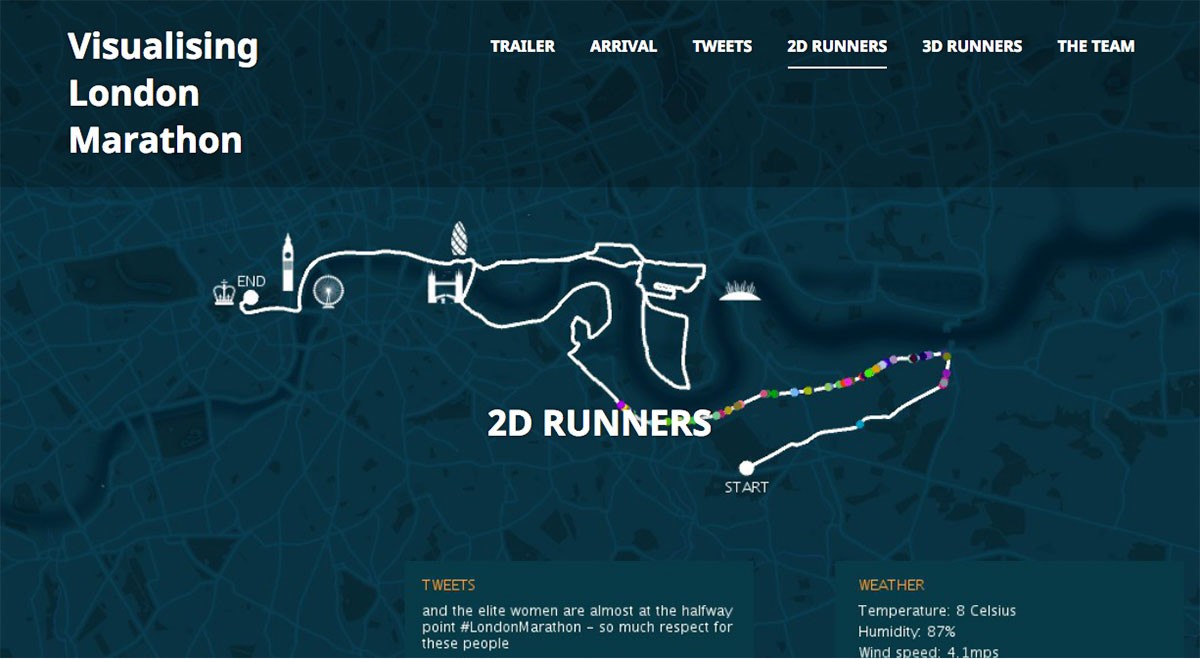 Visualising
London
Marathon
TRAILER ARRIVAL TWEETS 2D RUNNERS 3D RUNNERS THE TEAM
END
2D RUNNERS
START
TWEETS
and the elite women are almost at the halfway
point #LondonMarathon – so much respect for
these people
WEATHER
Temperature: 8 Celsius
Humidity: 87%
Wind speed: 4.1mps